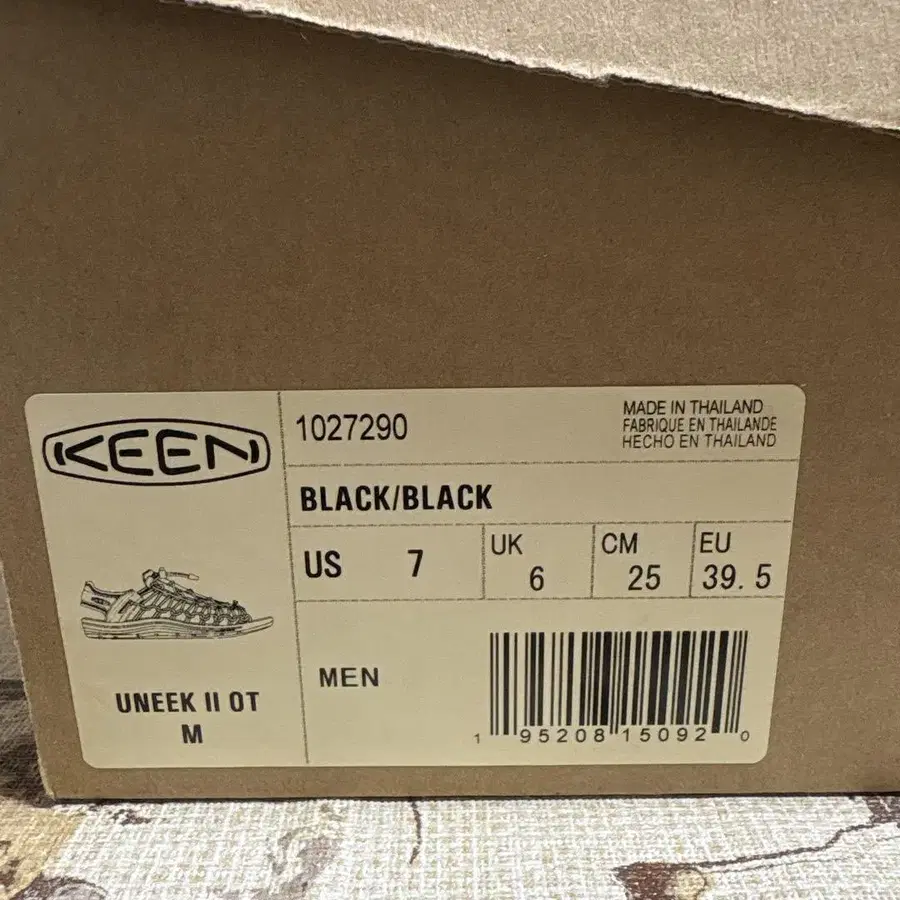 KEEN
1027290
MADE IN THAILAND
FABRIQUE EN THAILANDE
HECHO EN THAILAND
BLACK/BLACK
US 7
UK 6
CM 25
EU 39.5
UNEEK II OT
M
MEN
1 95208 15092 0